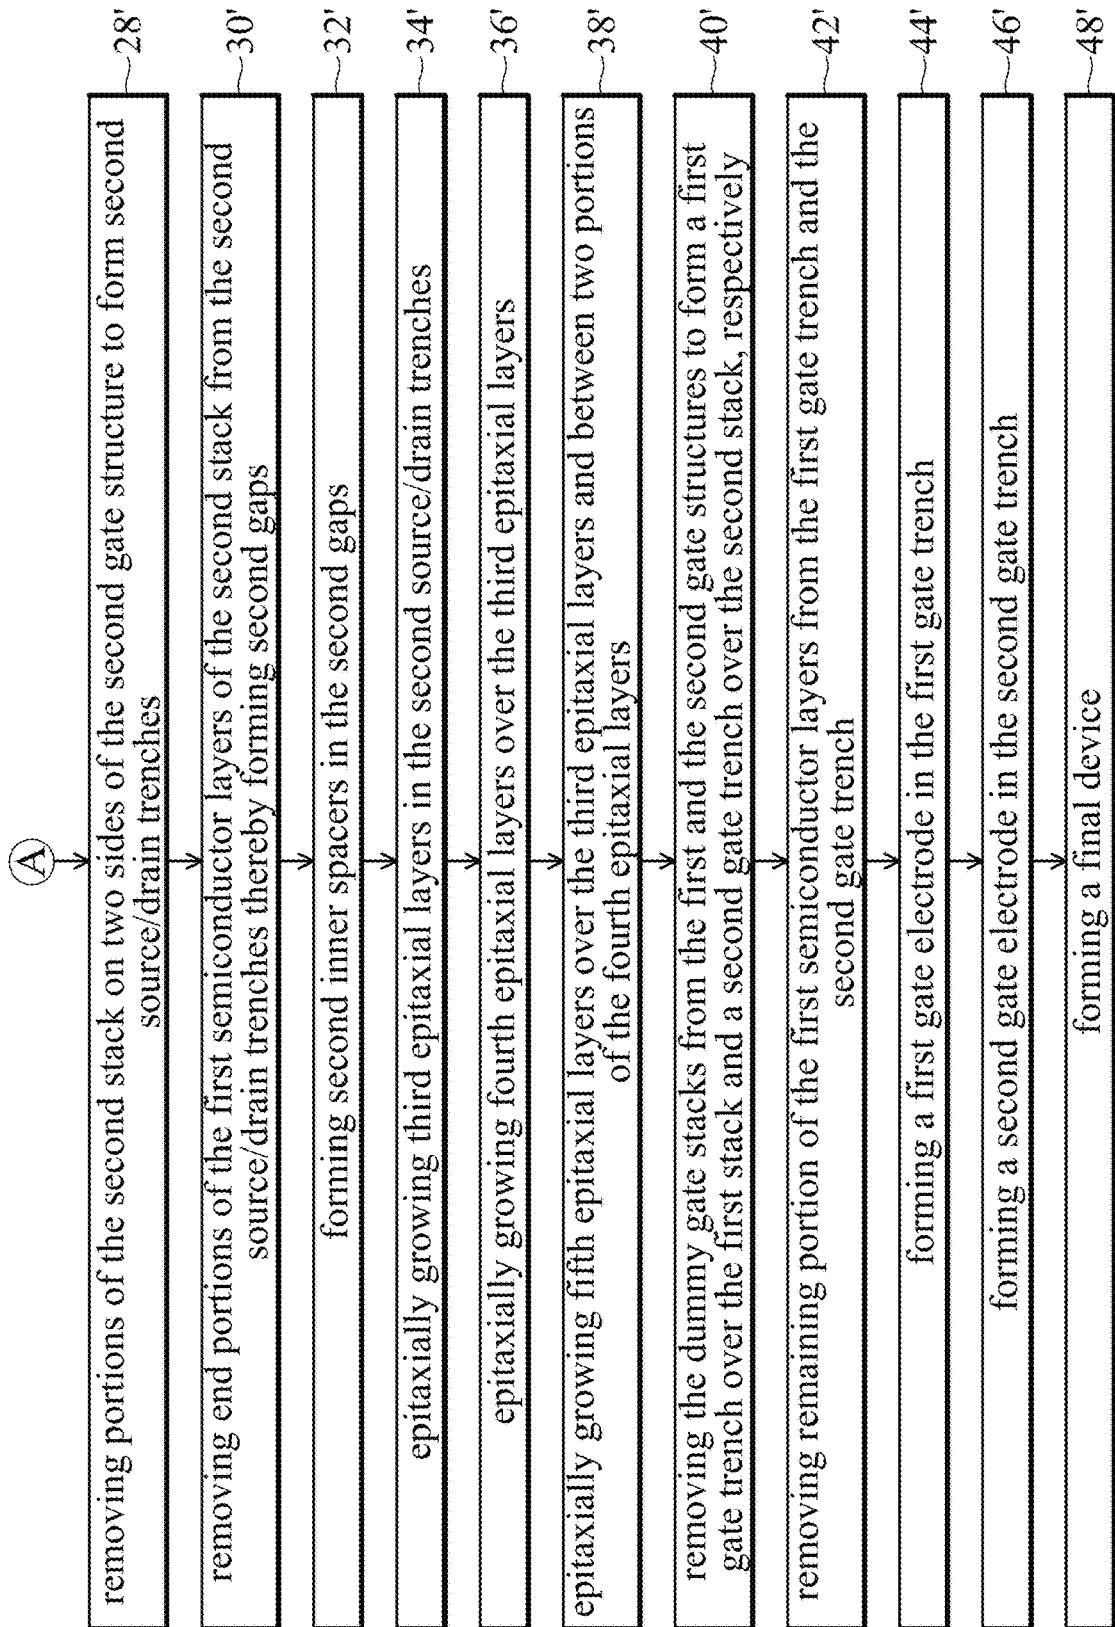 A
removing portions of the second stack on two sides of the second gate structure to form second
source/drain trenches
28'
removing end portions of the first semiconductor layers of the second stack from the second
source/drain trenches thereby forming second gaps
30'
forming second inner spacers in the second gaps
32'
epitaxially growing third epitaxial layers in the second source/drain trenches
34'
epitaxially growing fourth epitaxial layers over the third epitaxial layers
36'
epitaxially growing fifth epitaxial layers over the third epitaxial layers and between two portions
of the fourth epitaxial layers
38'
removing the dummy gate stacks from the first and the second gate structures to form a first
gate trench over the first stack and a second gate trench over the second stack, respectively
40'
removing remaining portion of the first semiconductor layers from the first gate trench and the
second gate trench
42'
forming a first gate electrode in the first gate trench
44'
forming a second gate electrode in the second gate trench
46'
forming a final device
48'